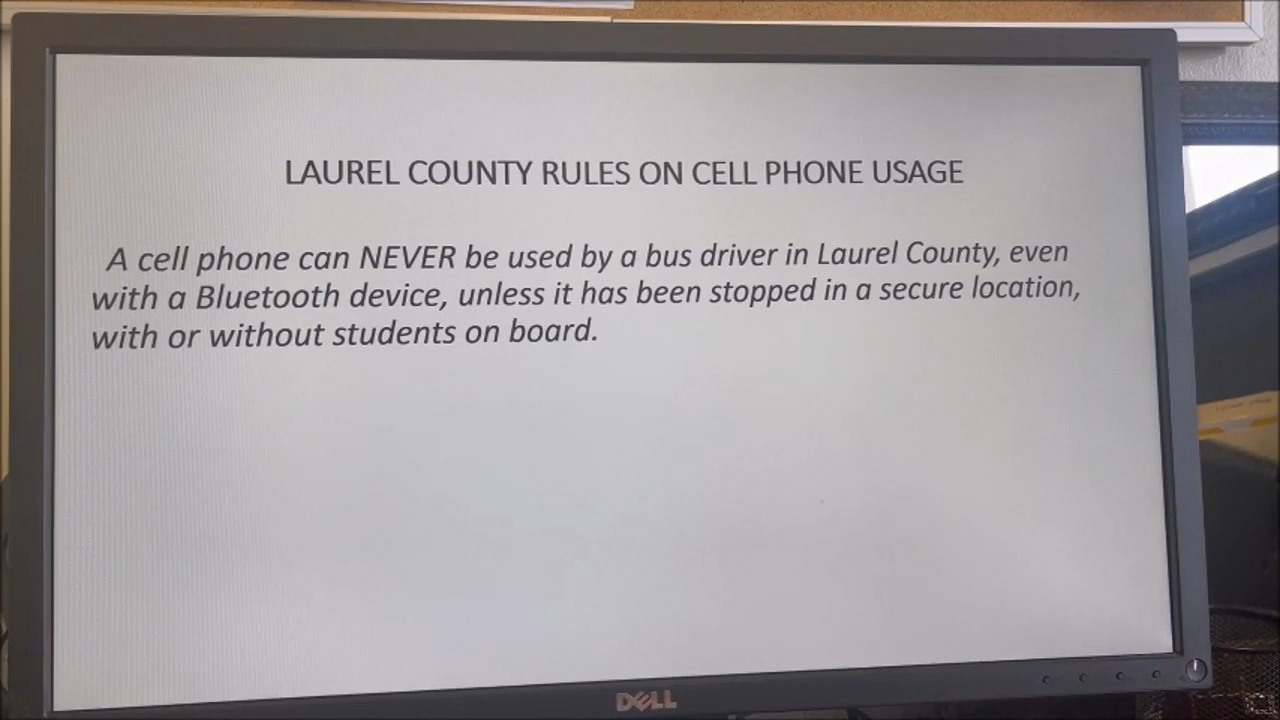 LAUREL COUNTY RULES ON CELL PHONE USAGE
A cell phone can NEVER be used by a bus driver in Laurel County, even
with a Bluetooth device, unless it has been stopped in a secure location,
with or without students on board.
DELL